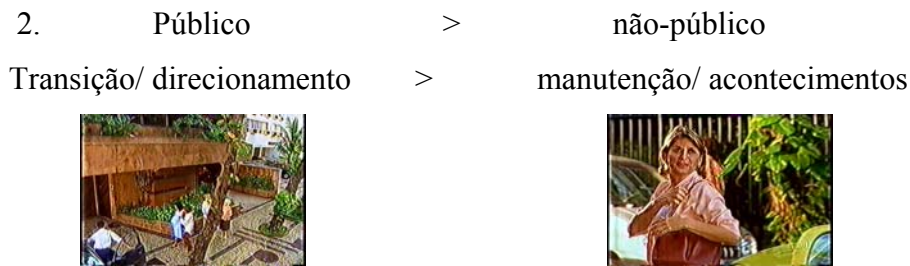 2. Público > não-público
Transição/ direcionamento > manutenção/ acontecimentos